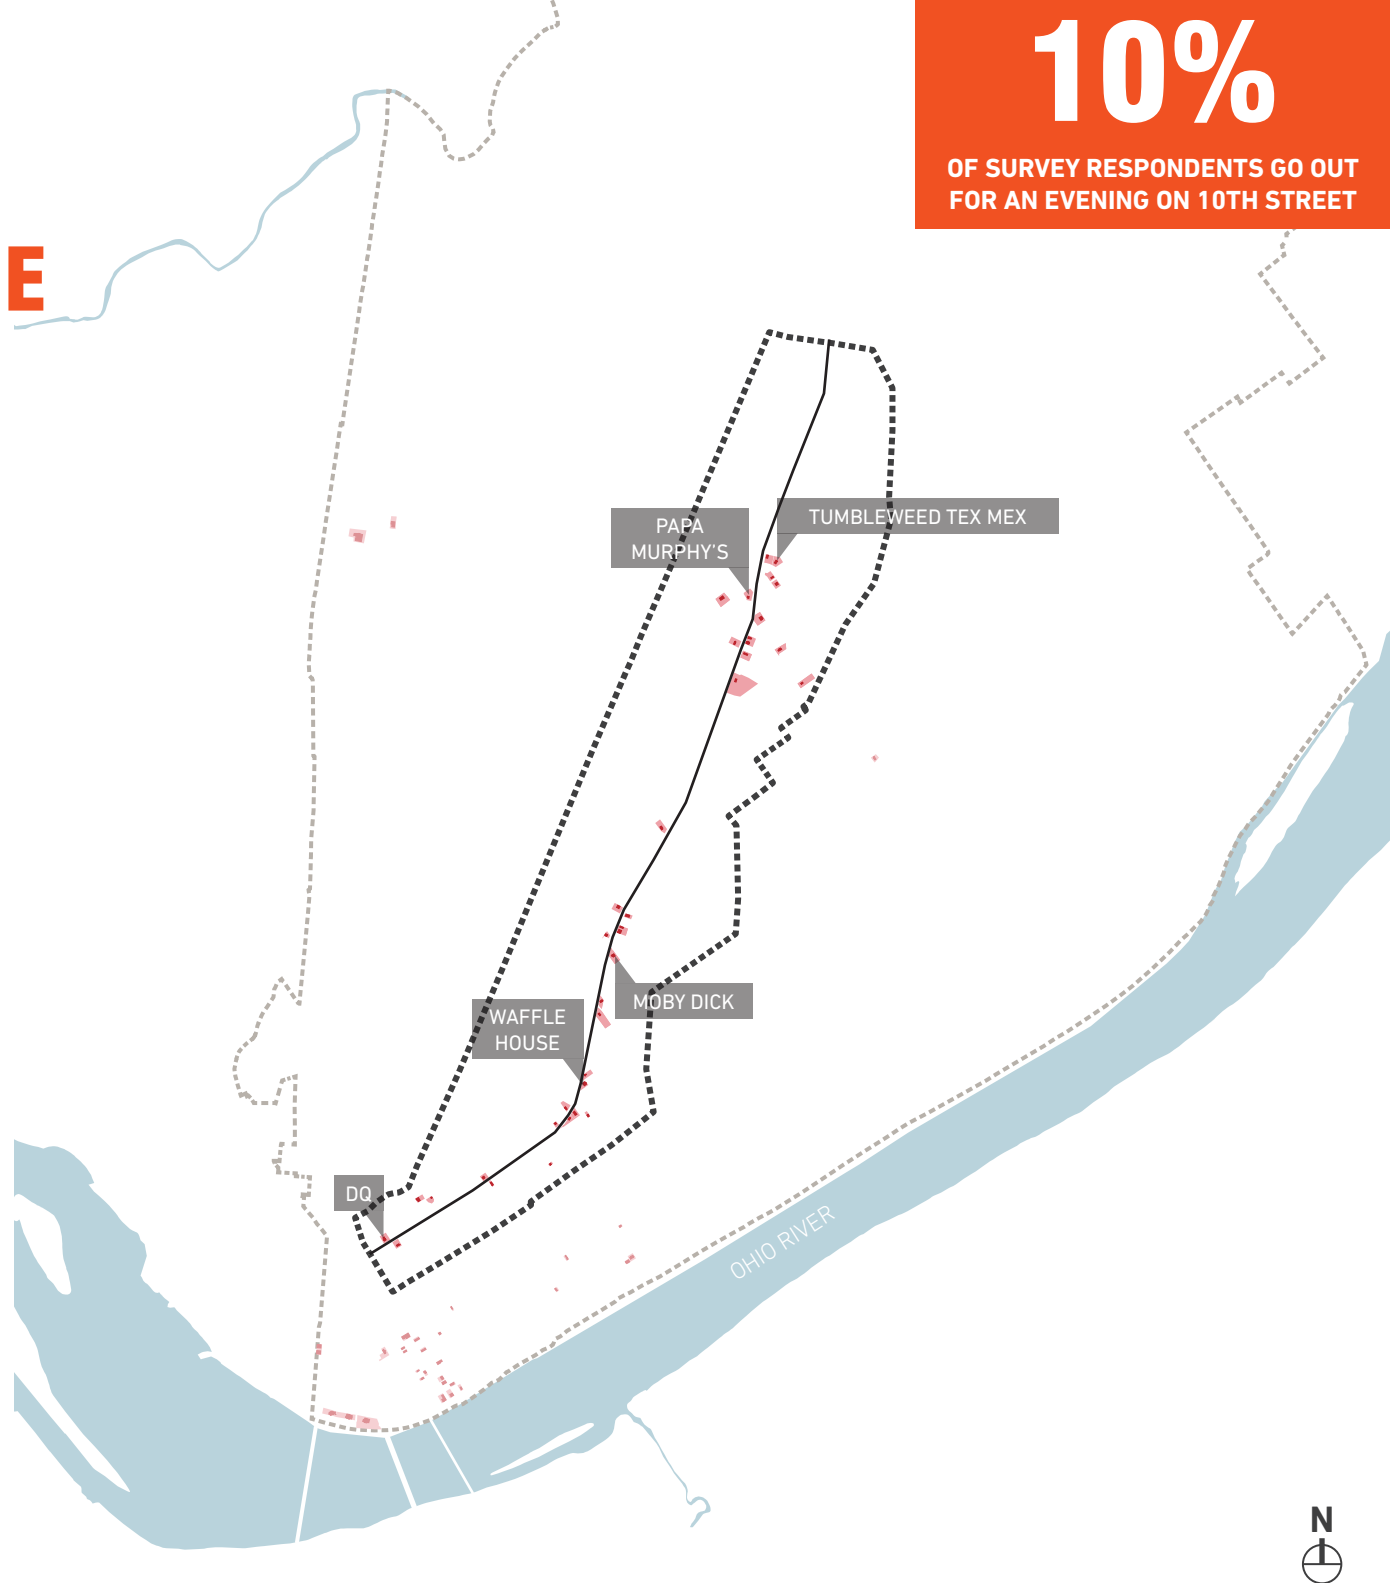 10%
OF SURVEY RESPONDENTS GO OUT
FOR AN EVENING ON 10TH STREET
E
PAPA
MURPHY'S
TUMBLEWEED TEX MEX
MOBY DICK
WAFFLE
HOUSE
DQ
OHIO RIVER
N